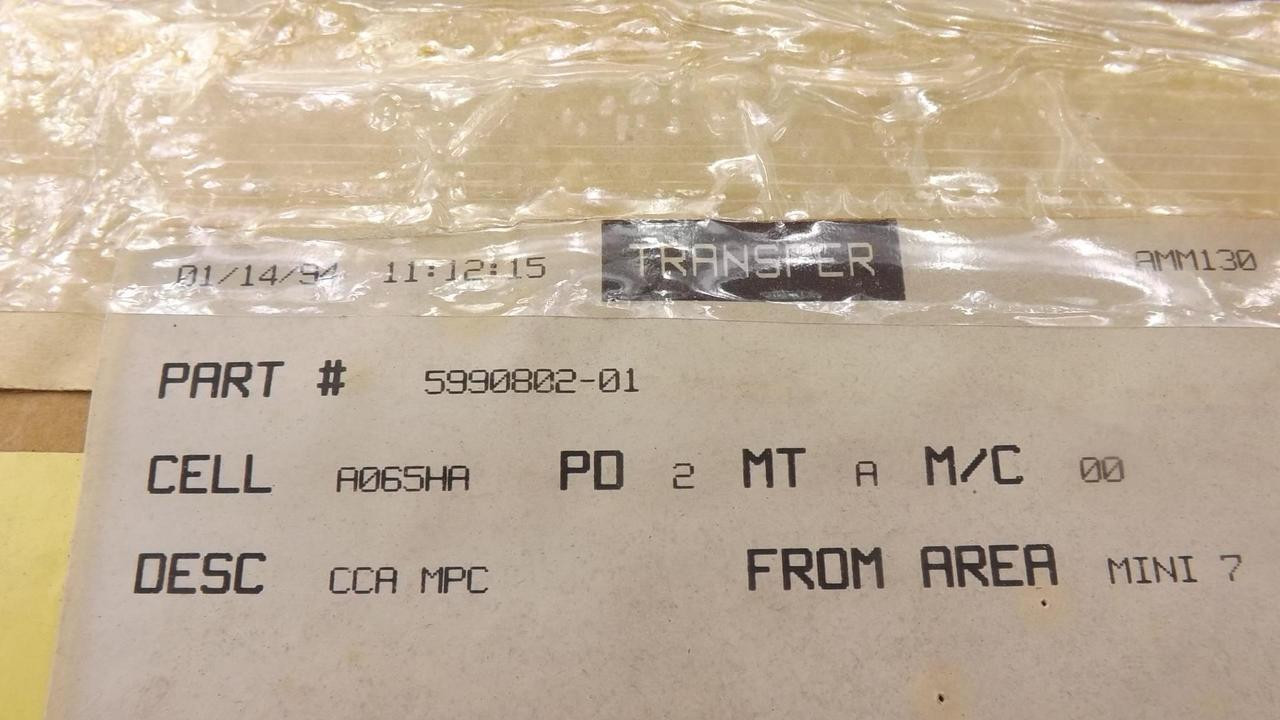 01/14/94 11:12:15 TRANSFER AMM130
PART # 5990802-01
CELL A065HA PD 2 MT A M/C 00
DESC CCA MPC FROM AREA MINI 7